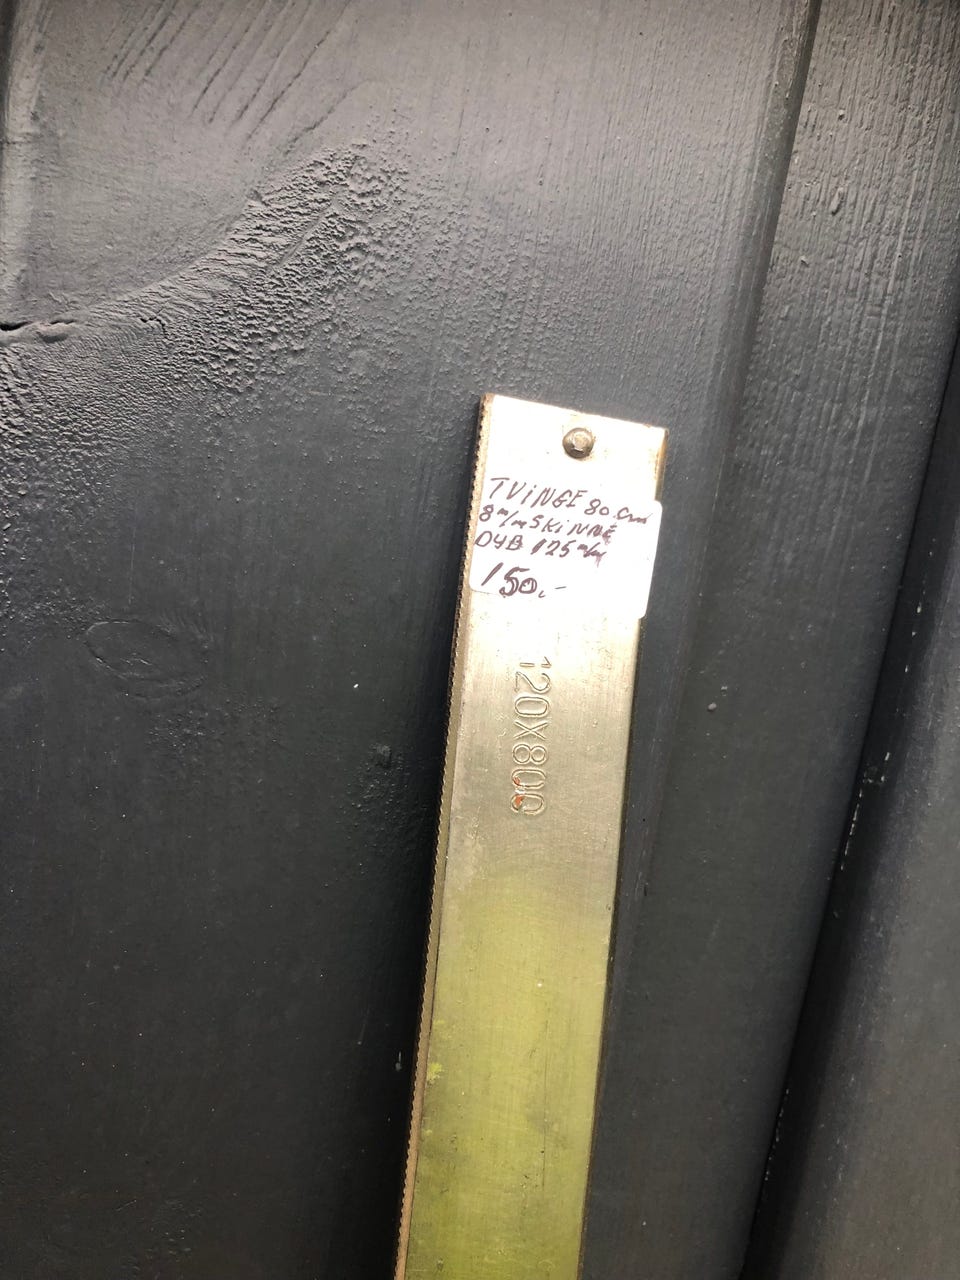 TVINGE 80 cm
8 m/m SKINNE
DYB 125 m/m
150.-
120X800